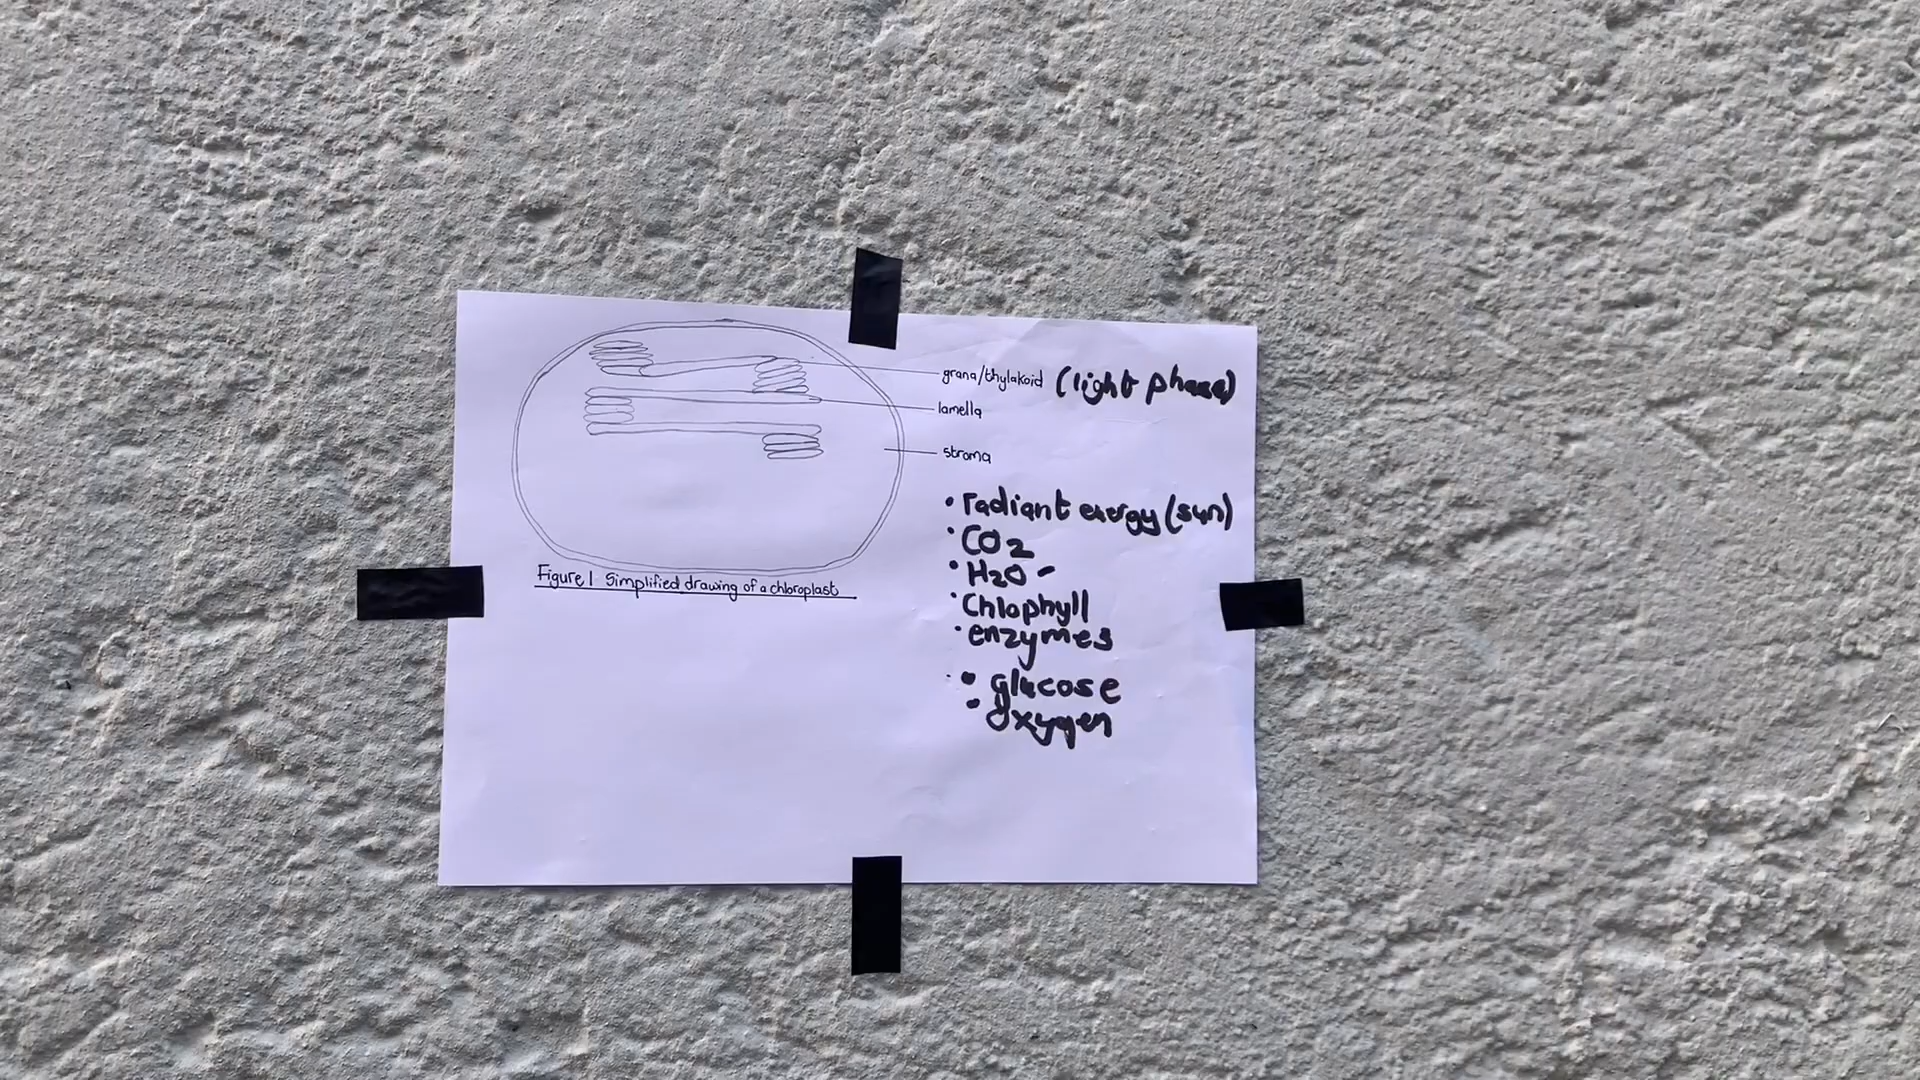 grana/thylakoid (light phase)
lamella
stroma
• radiant energy (sun)
• CO2
• H2O -
• Chlophyll
• enzymes
• glucose
• oxygen
Figure 1 Simplified drawing of a chloroplast